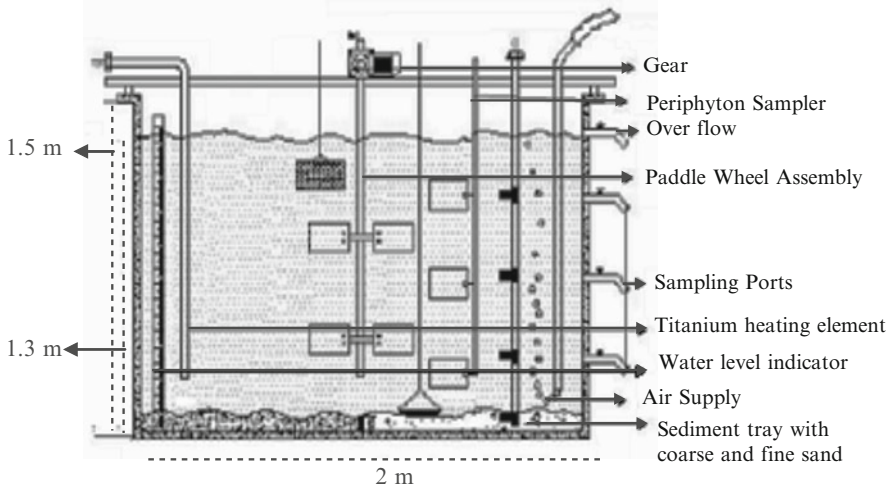 Gear
Periphyton Sampler
Over flow
1.5 m
Paddle Wheel Assembly
Sampling Ports
Titanium heating element
1.3 m
Water level indicator
Air Supply
Sediment tray with
coarse and fine sand
2 m